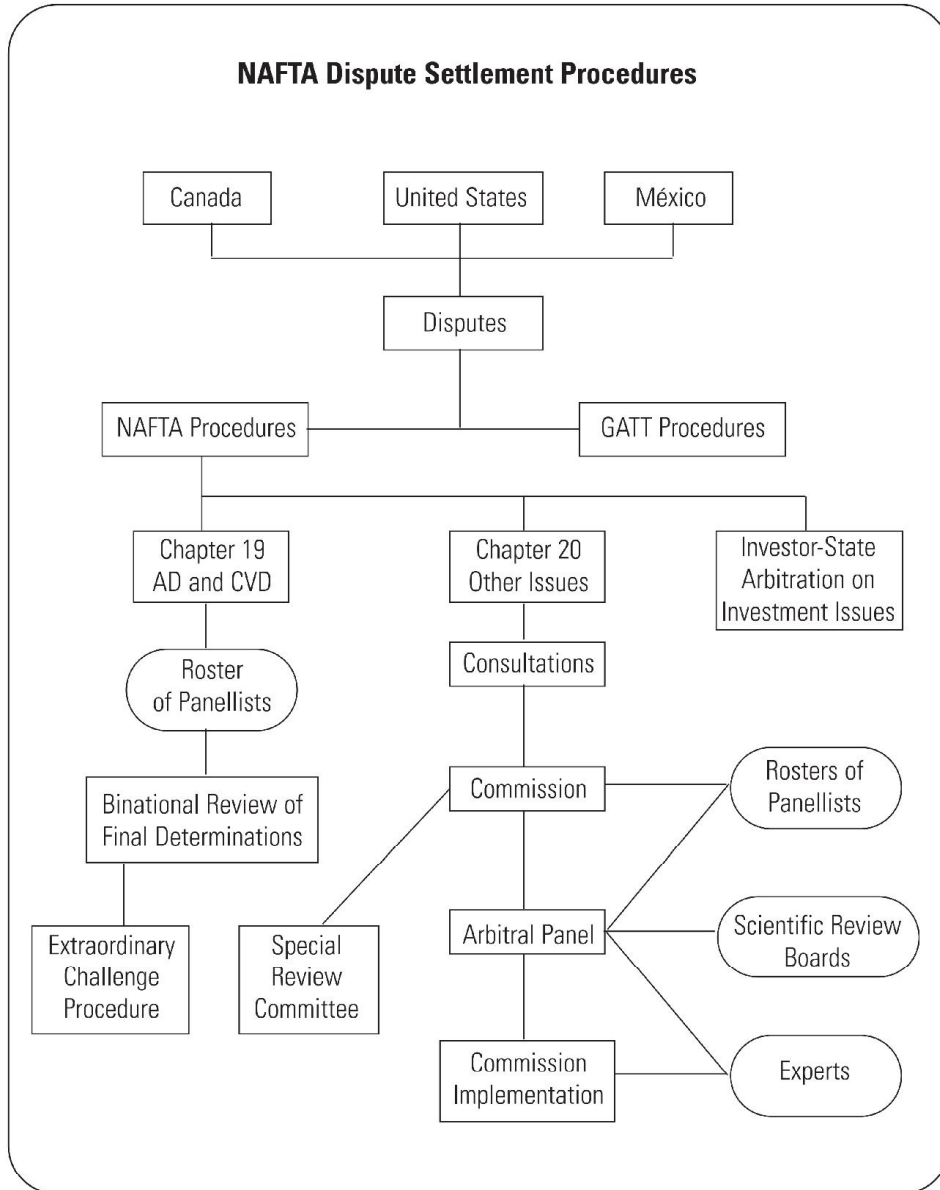 NAFTA Dispute Settlement Procedures
Canada
United States
México
Disputes
NAFTA Procedures
GATT Procedures
Chapter 19
AD and CVD
Chapter 20
Other Issues
Investor-State
Arbitration on
Investment Issues
Roster
of Panellists
Consultations
Binational Review of
Final Determinations
Commission
Rosters of
Panellists
Extraordinary
Challenge
Procedure
Special
Review
Committee
Arbitral Panel
Scientific Review
Boards
Commission
Implementation
Experts